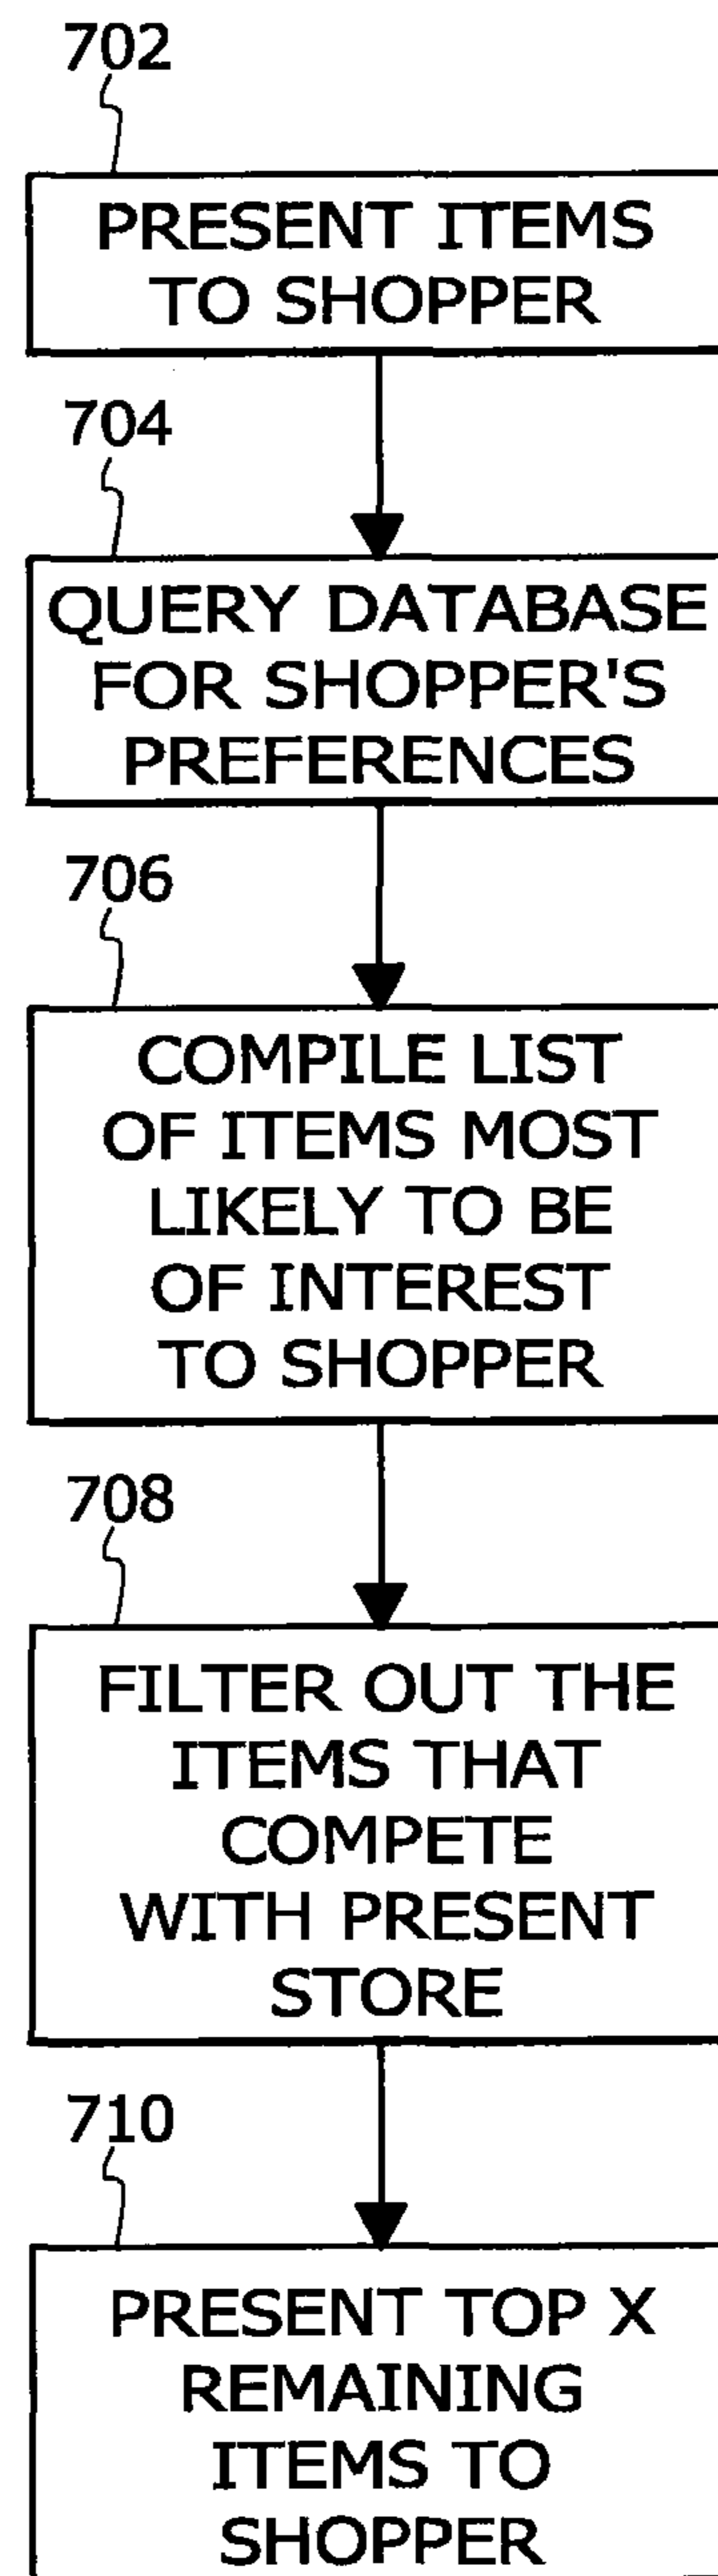 702
PRESENT ITEMS
TO SHOPPER
704
QUERY DATABASE
FOR SHOPPER'S
PREFERENCES
706
COMPILE LIST
OF ITEMS MOST
LIKELY TO BE
OF INTEREST
TO SHOPPER
708
FILTER OUT THE
ITEMS THAT
COMPETE
WITH PRESENT
STORE
710
PRESENT TOP X
REMAINING
ITEMS TO
SHOPPER